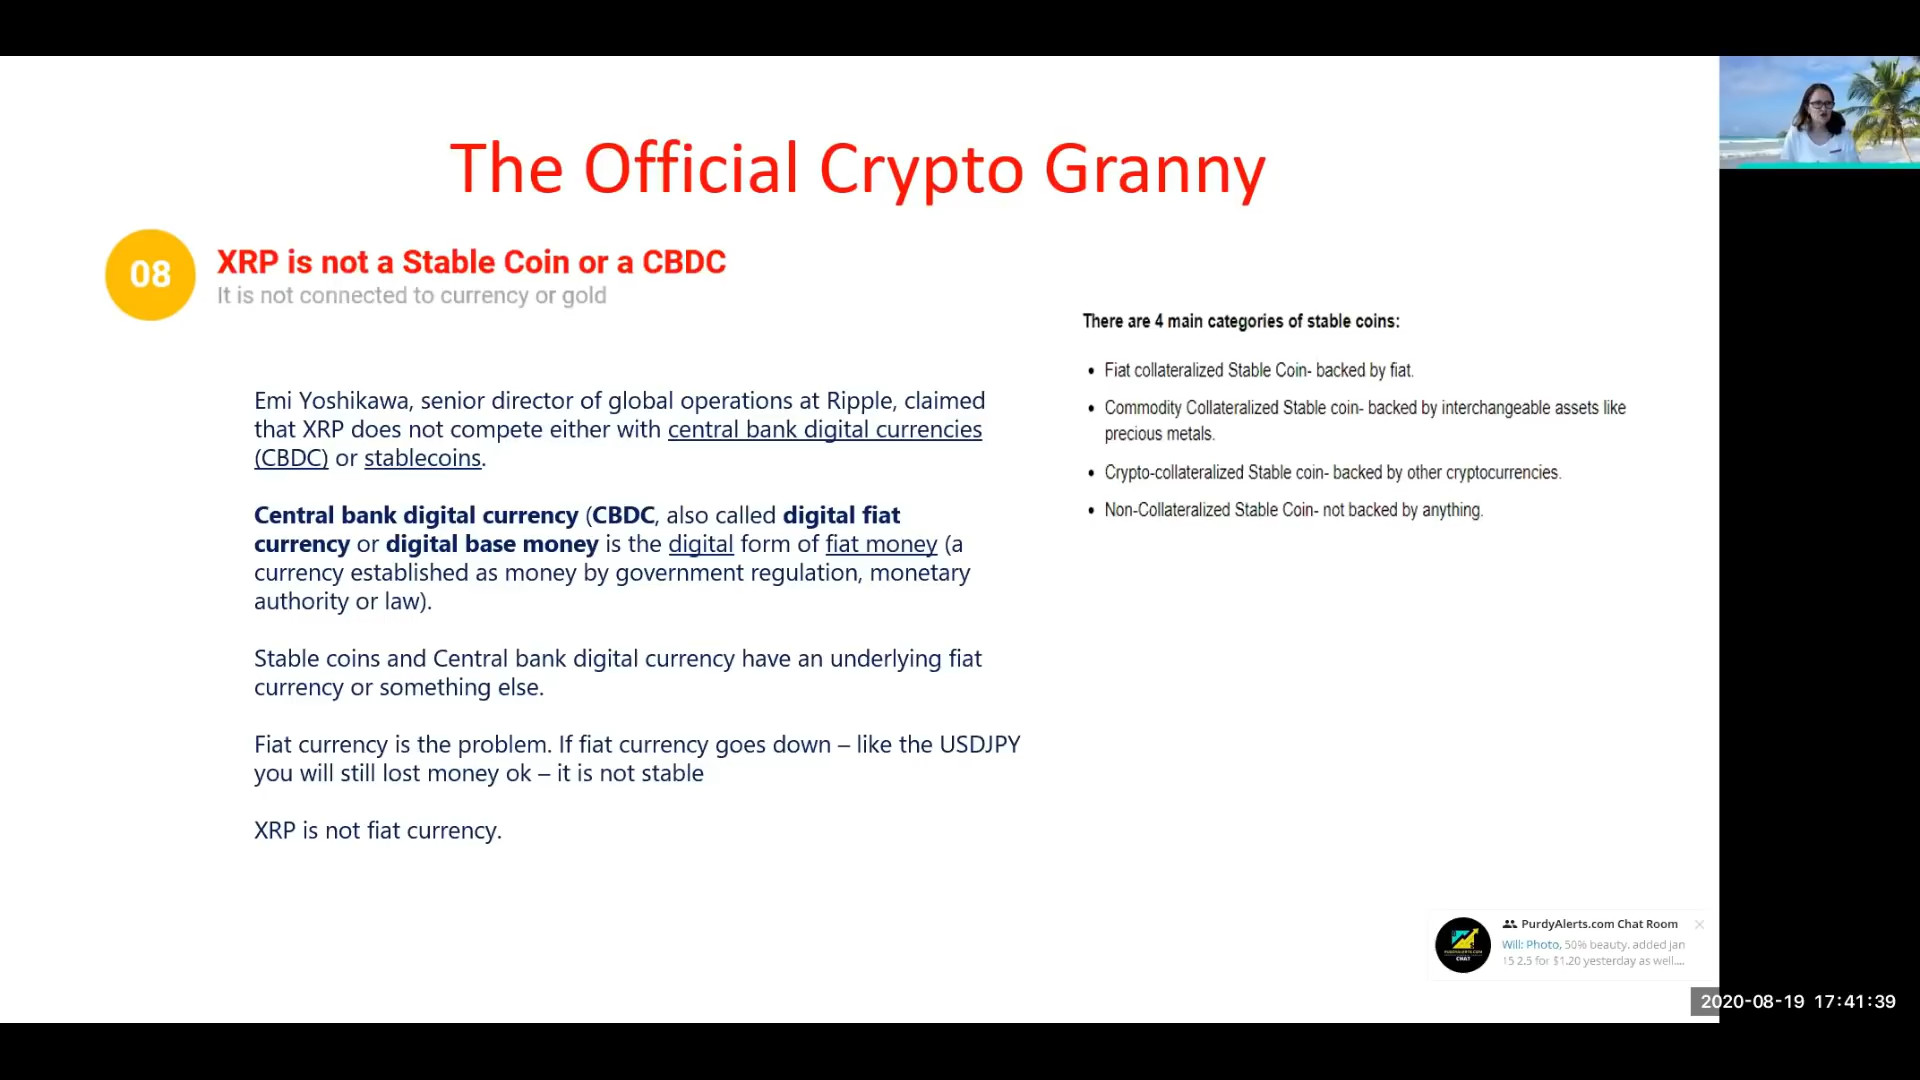 The Official Crypto Granny
08
XRP is not a Stable Coin or a CBDC
It is not connected to currency or gold
Emi Yoshikawa, senior director of global operations at Ripple, claimed
that XRP does not compete either with central bank digital currencies
(CBDC) or stablecoins.
Central bank digital currency (CBDC, also called digital fiat
currency or digital base money is the digital form of fiat money (a
currency established as money by government regulation, monetary
authority or law).
Stable coins and Central bank digital currency have an underlying fiat
currency or something else.
Fiat currency is the problem. If fiat currency goes down – like the USDJPY
you will still lost money ok – it is not stable
XRP is not fiat currency.
There are 4 main categories of stable coins:
• Fiat collateralized Stable Coin- backed by fiat.
• Commodity Collateralized Stable coin- backed by interchangeable assets like
precious metals.
• Crypto-collateralized Stable coin- backed by other cryptocurrencies.
• Non-Collateralized Stable Coin- not backed by anything.
PurdyAlerts.com Chat Room
Will: Photo, 50% beauty. added jan
15 2.5 for $1.20 yesterday as well....
CHAT
2020-08-19 17:41:39